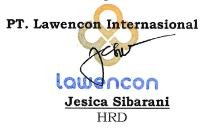 PT. Lawencon Internasional
lawencon
Jesica Sibarani
HRD